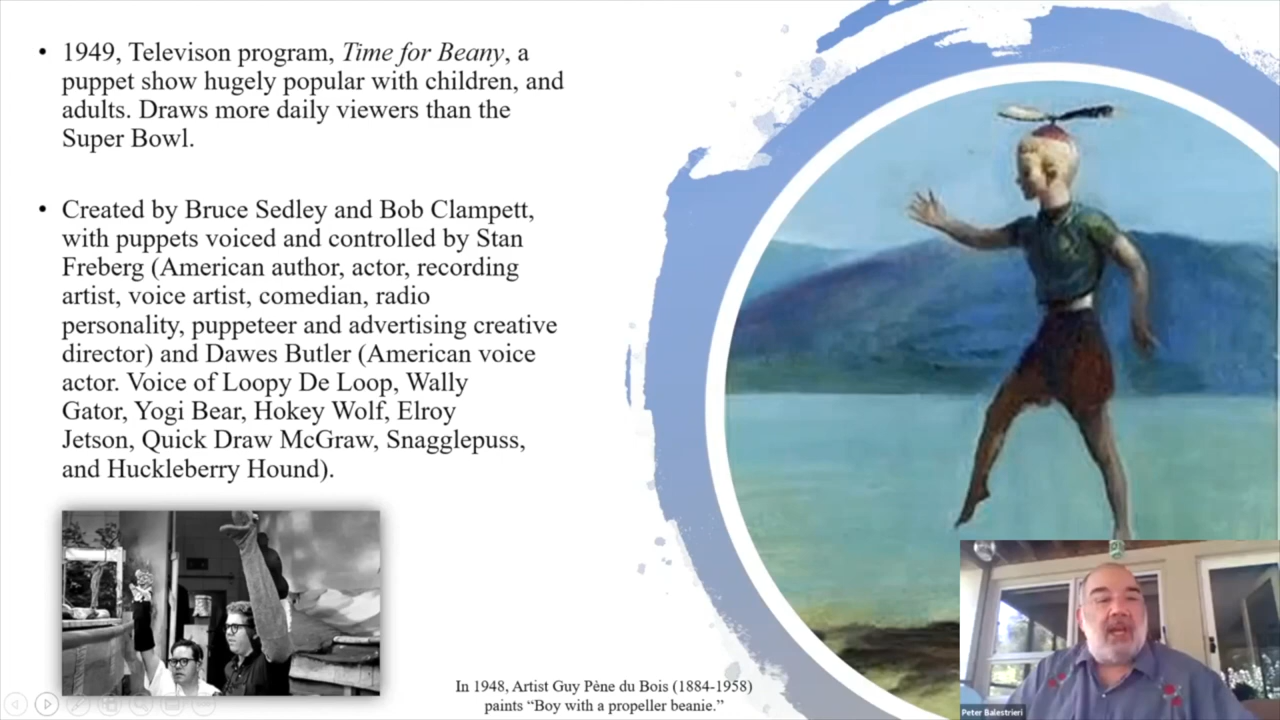 • 1949, Televison program, Time for Beany, a
puppet show hugely popular with children, and
adults. Draws more daily viewers than the
Super Bowl.
• Created by Bruce Sedley and Bob Clampett,
with puppets voiced and controlled by Stan
Freberg (American author, actor, recording
artist, voice artist, comedian, radio
personality, puppeteer and advertising creative
director) and Dawes Butler (American voice
actor. Voice of Loopy De Loop, Wally
Gator, Yogi Bear, Hokey Wolf, Elroy
Jetson, Quick Draw McGraw, Snagglepuss,
and Huckleberry Hound).
In 1948, Artist Guy Pène du Bois (1884-1958)
paints “Boy with a propeller beanie.”
Peter Balestrieri